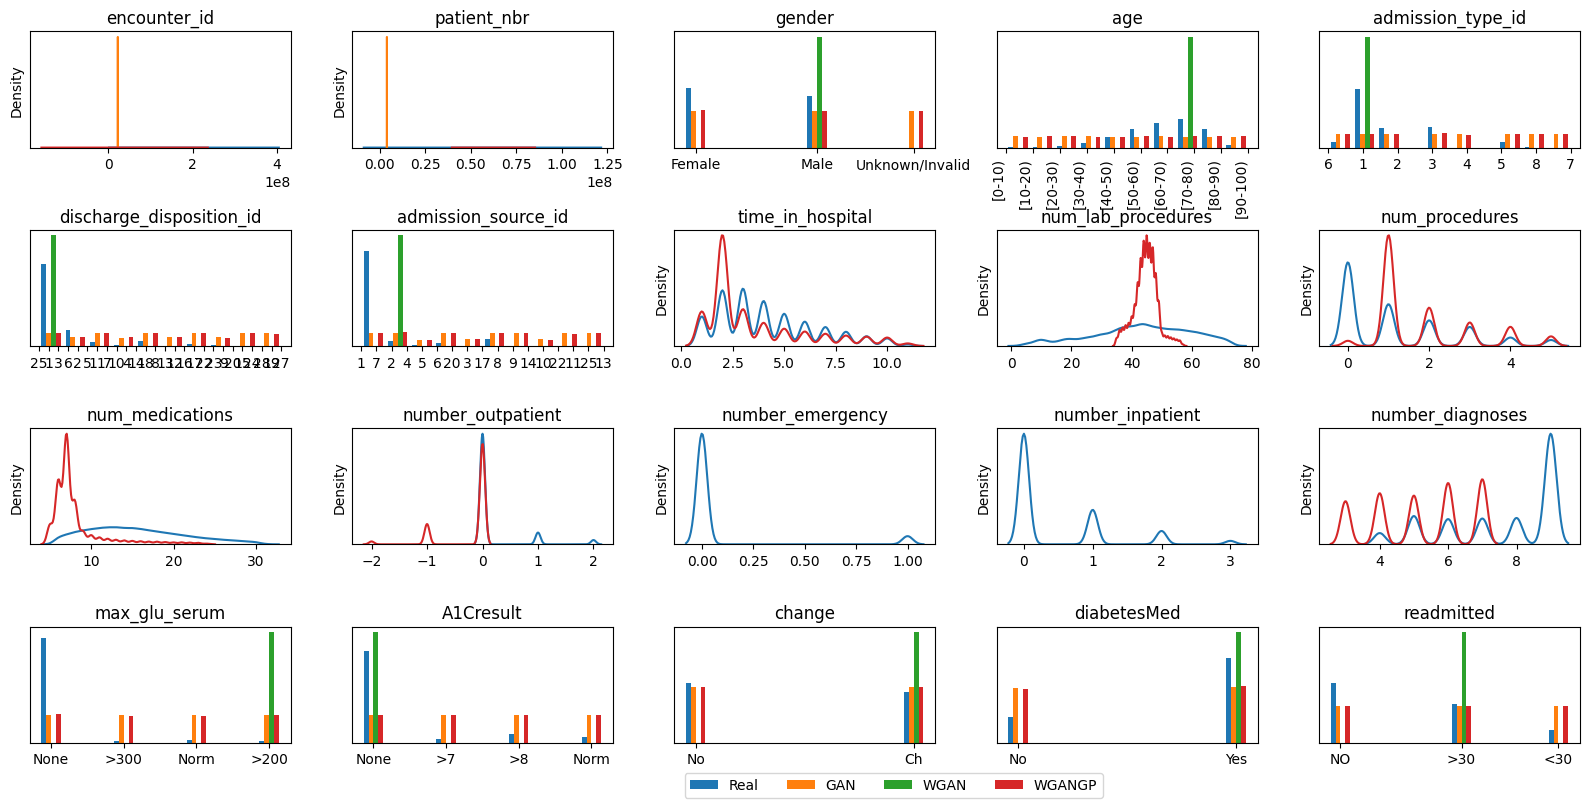 encounter_id patient_nbr gender age admission_type_id
Density Density Density
Female Male Unknown/Invalid
0 2 4
1e8
0.00 0.25 0.50 0.75 1.00 1.25
1e8
[0-10) [10-20) [20-30) [30-40) [40-50) [50-60) [60-70) [70-80) [80-90) [90-100)
6 1 2 3 4 5 8 7
discharge_disposition_id admission_source_id time_in_hospital num_lab_procedures num_procedures
Density Density Density
1 7 2 4 5 6 20 3 17 8 9 14 10 22 11 25 13
0.0 2.5 5.0 7.5 10.0
0 20 40 60 80
0 2 4
num_medications number_outpatient number_emergency number_inpatient number_diagnoses
Density Density Density Density Density
10 20 30
−2 −1 0 1 2
0.00 0.25 0.50 0.75 1.00
0 1 2 3
4 6 8
max_glu_serum A1Cresult change diabetesMed readmitted
None >300 Norm >200
None >7 >8 Norm
No Ch
No Yes
NO >30 <30
Real GAN WGAN WGANGP